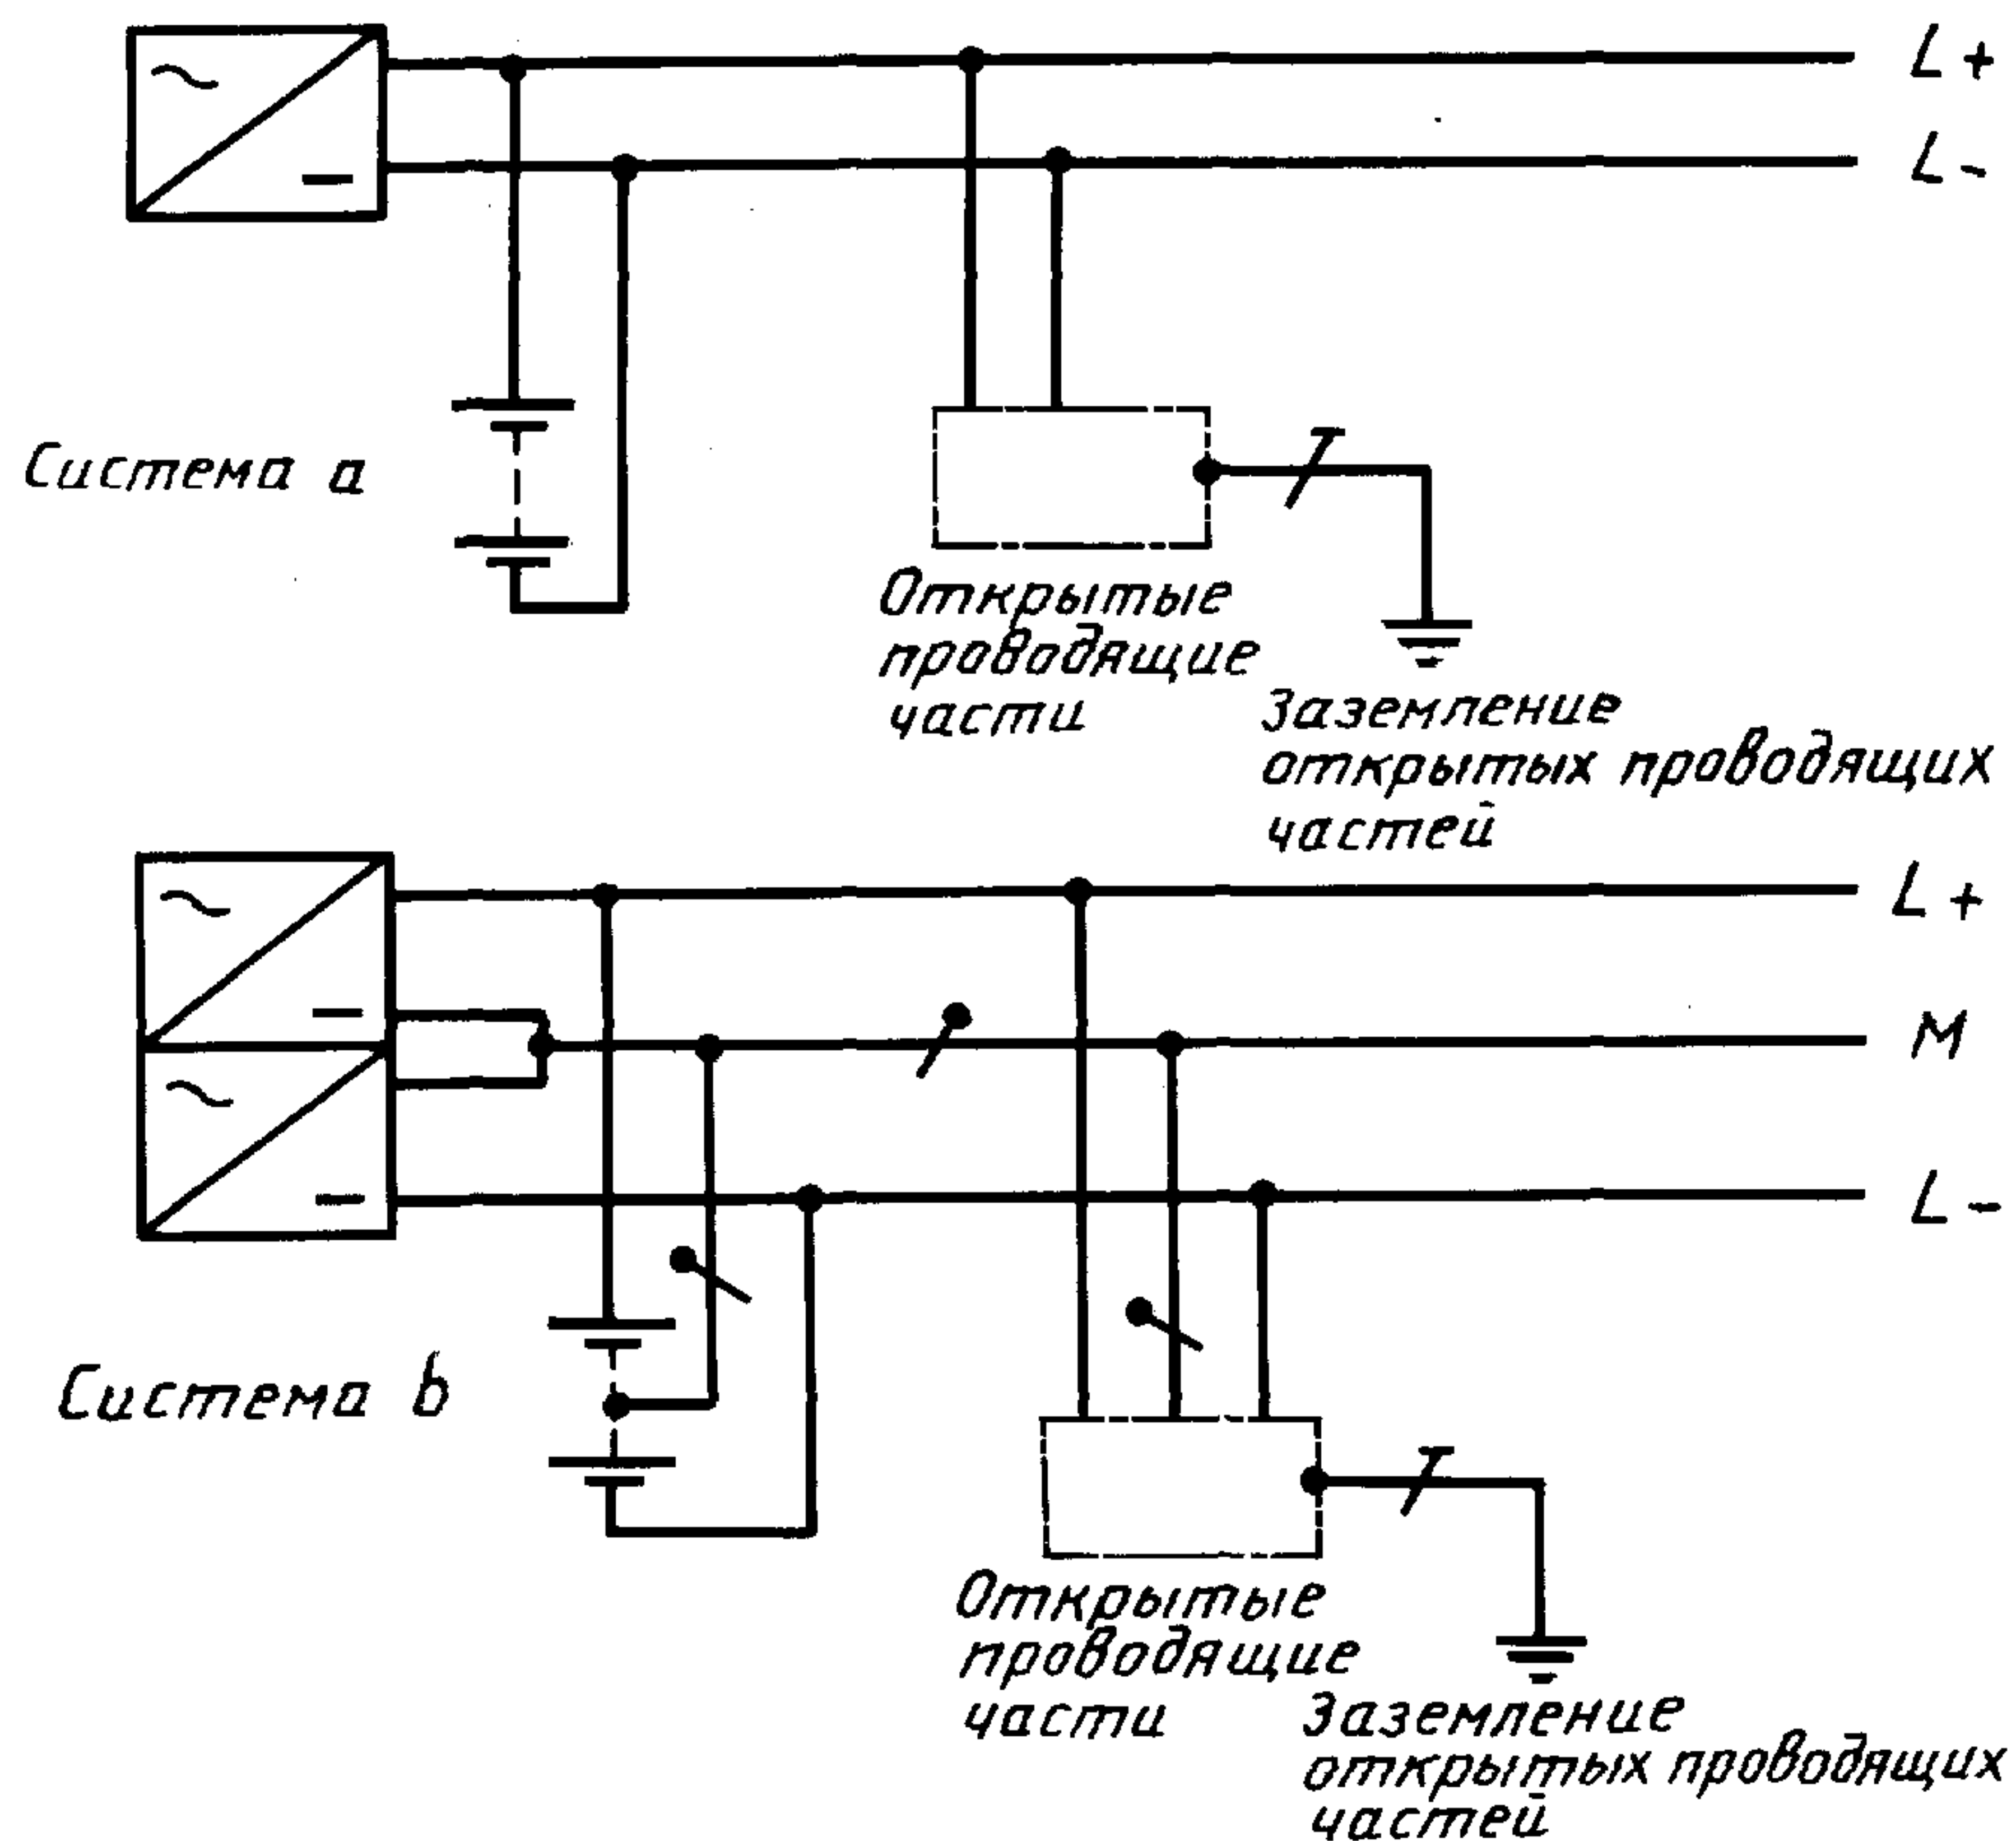 L+
L-
Система a
Открытые
проводящие
части
Заземление
открытых проводящих
частей
L+
M
L-
Система b
Открытые
проводящие
части
Заземление
открытых проводящих
частей